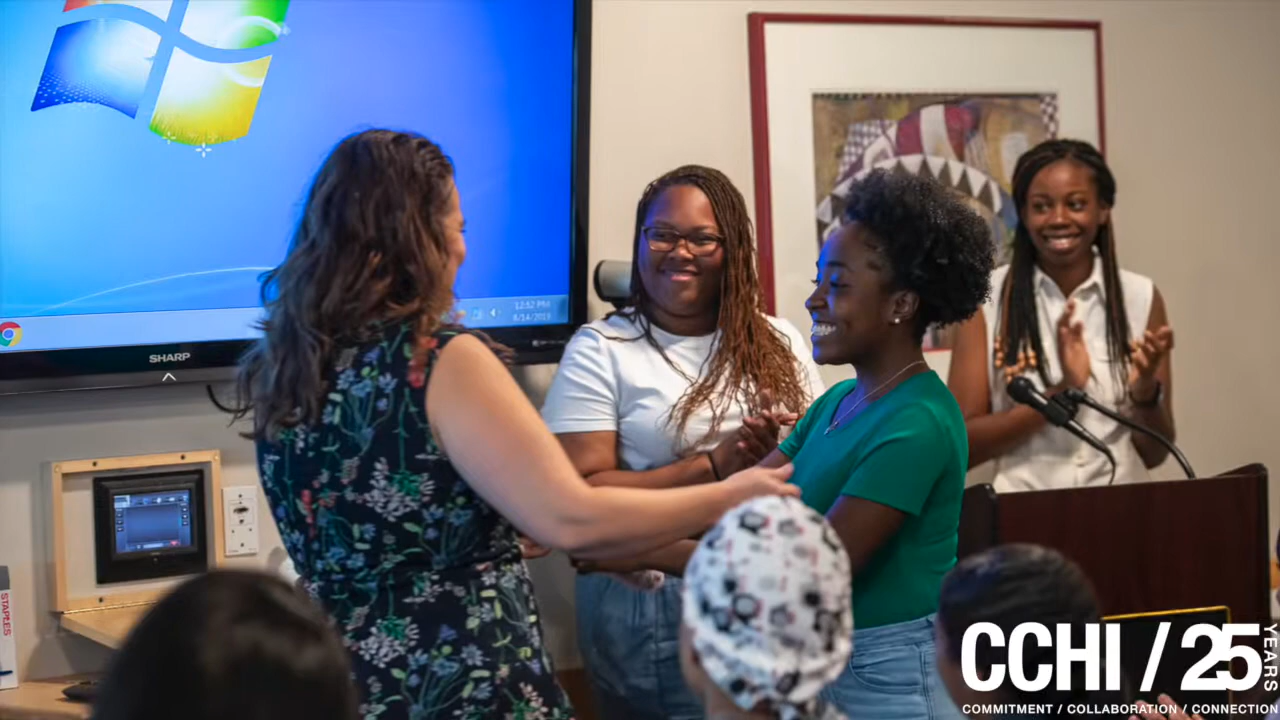 12:52 PM
8/14/2019
SHARP
STAPLES
CCHI / 25 YEARS
COMMITMENT / COLLABORATION / CONNECTION